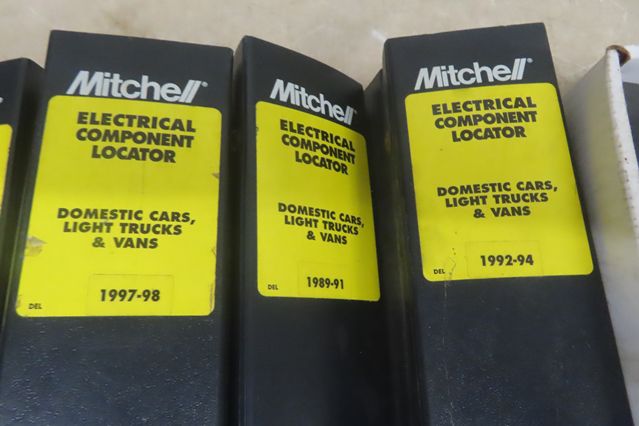 Mitchell®
ELECTRICAL
COMPONENT
LOCATOR
DOMESTIC CARS,
LIGHT TRUCKS
& VANS
DEL
1997-98
Mitchell®
ELECTRICAL
COMPONENT
LOCATOR
DOMESTIC CARS,
LIGHT TRUCKS
& VANS
DEL
1989-91
Mitchell®
ELECTRICAL
COMPONENT
LOCATOR
DOMESTIC CARS,
LIGHT TRUCKS
& VANS
DEL
1992-94